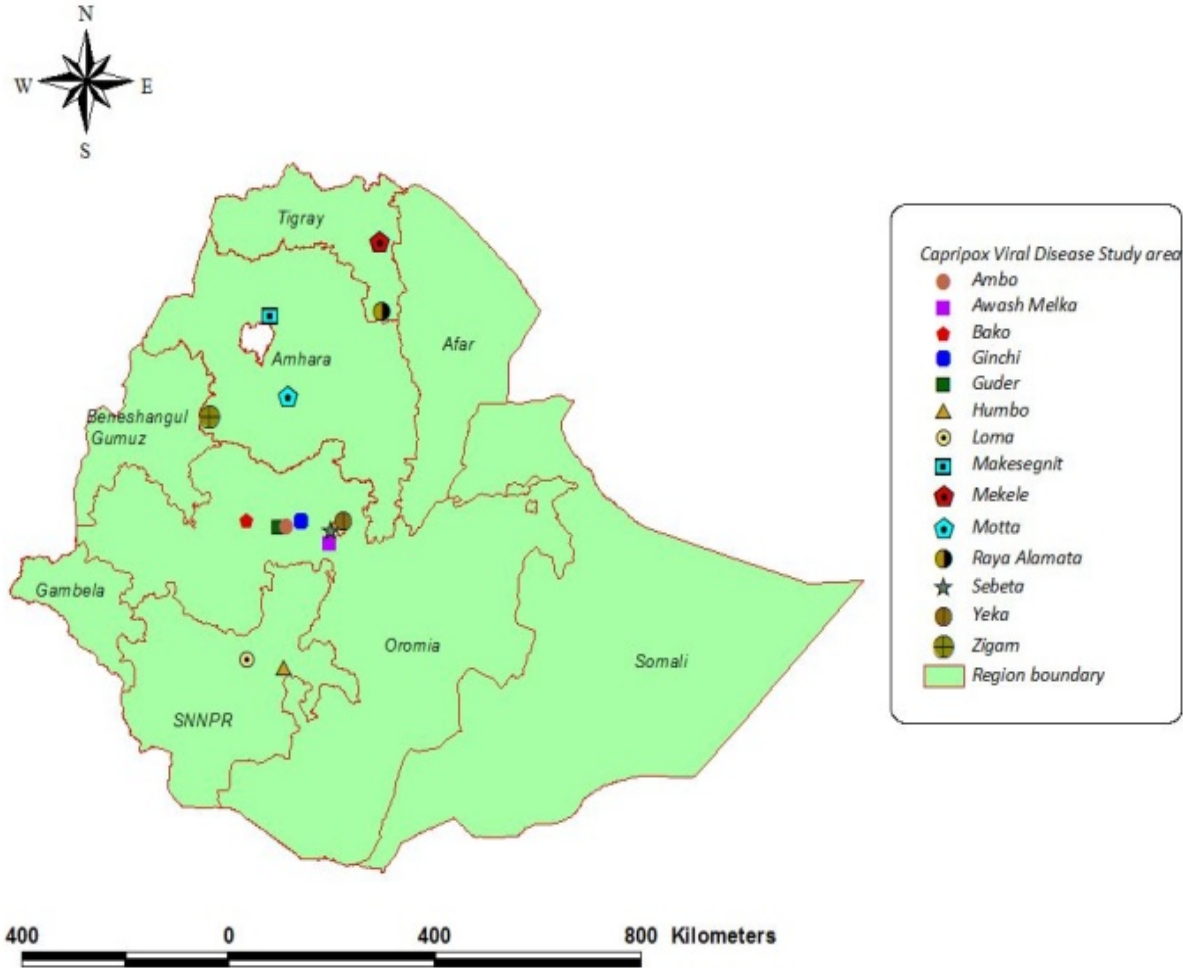 N
W E
S
Tigray
Afar
Amhara
Beneshangul
Gumuz
Gambela
Oromia
Somali
SNNPR
Capripox Viral Disease Study area
Ambo
Awash Melka
Bako
Ginchi
Guder
Humbo
Loma
Makesegnit
Mekele
Motta
Raya Alamata
Sebeta
Yeka
Zigam
Region boundary
400 0 400 800 Kilometers